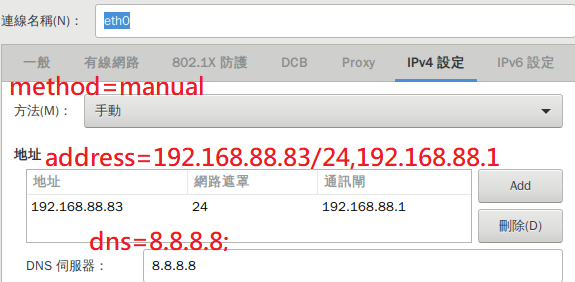 連線名稱(N)： eth0
一般 有線網路 802.1X 防護 DCB Proxy IPv4 設定 IPv6 設定
method=manual
方法(M)： 手動
地址 address=192.168.88.83/24,192.168.88.1
地址 網路遮罩 通訊閘 Add
192.168.88.83 24 192.168.88.1
刪除(D)
dns=8.8.8.8;
DNS 伺服器： 8.8.8.8